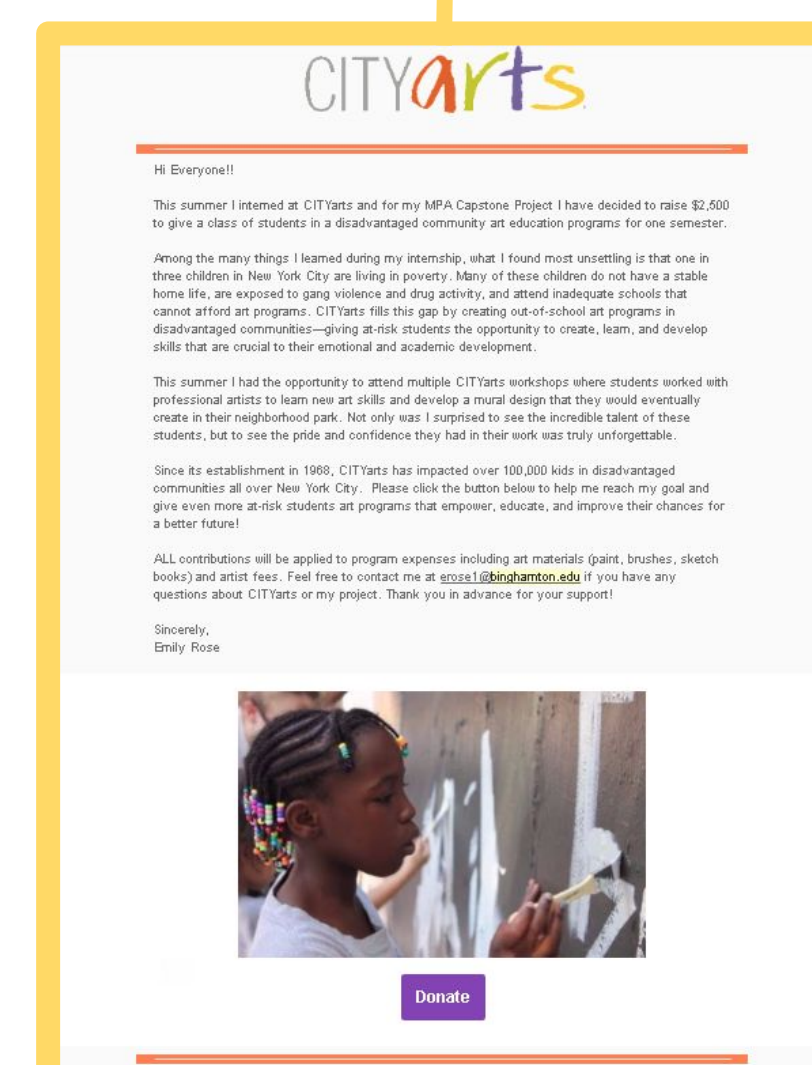 CITYarts
Hi Everyone!!
This summer I interned at CITYarts and for my MPA Capstone Project I have decided to raise $2,500
to give a class of students in a disadvantaged community art education programs for one semester.
Among the many things I learned during my internship, what I found most unsettling is that one in
three children in New York City are living in poverty. Many of these children do not have a stable
home life, are exposed to gang violence and drug activity, and attend inadequate schools that
cannot afford art programs. CITYarts fills this gap by creating out-of-school art programs in
disadvantaged communities—giving at-risk students the opportunity to create, learn, and develop
skills that are crucial to their emotional and academic development.
This summer I had the opportunity to attend multiple CITYarts workshops where students worked with
professional artists to learn new art skills and develop a mural design that they would eventually
create in their neighborhood park. Not only was I surprised to see the incredible talent of these
students, but to see the pride and confidence they had in their work was truly unforgettable.
Since its establishment in 1968, CITYarts has impacted over 100,000 kids in disadvantaged
communities all over New York City. Please click the button below to help me reach my goal and
give even more at-risk students art programs that empower, educate, and improve their chances for
a better future!
ALL contributions will be applied to program expenses including art materials (paint, brushes, sketch
books) and artist fees. Feel free to contact me at erose1@binghamton.edu if you have any
questions about CITYarts or my project. Thank you in advance for your support!
Sincerely,
Emily Rose
Donate